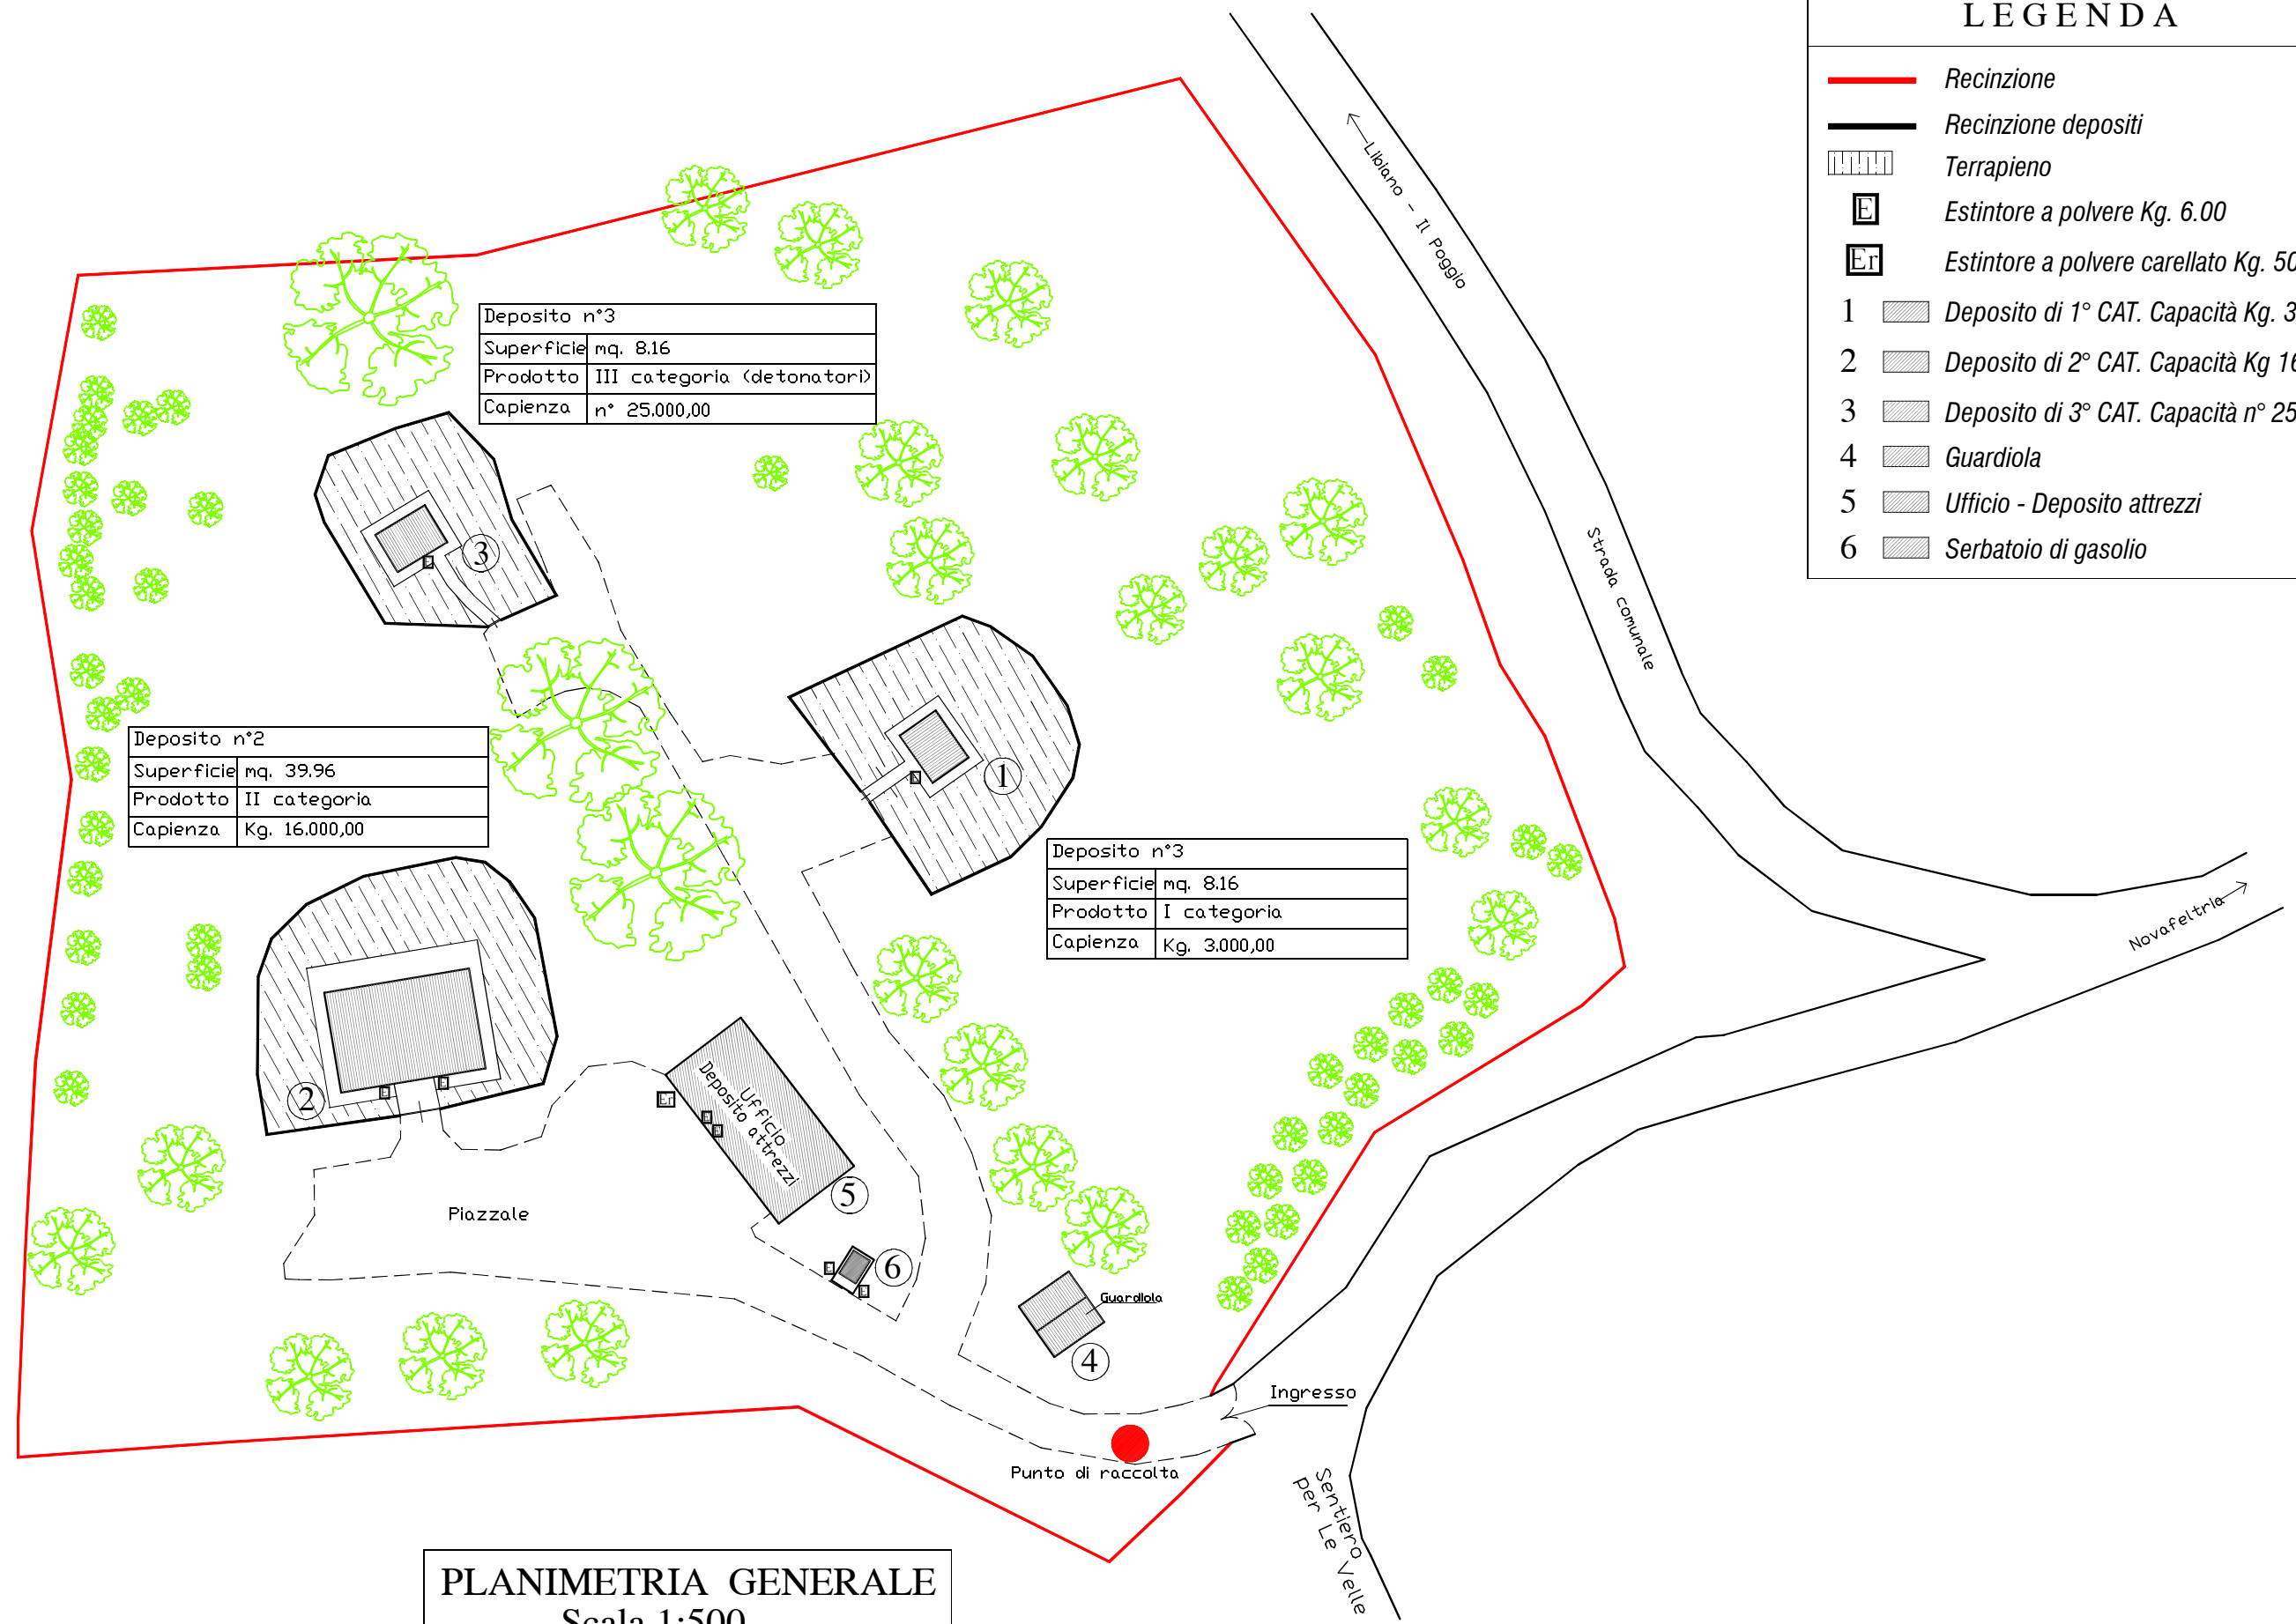 LEGENDA
Recinzione
Recinzione depositi
Terrapieno
E Estintore a polvere Kg. 6.00
Er Estintore a polvere carellato Kg. 50
1 Deposito di 1° CAT. Capacità Kg. 3
2 Deposito di 2° CAT. Capacità Kg 16
3 Deposito di 3° CAT. Capacità n° 25
4 Guardiola
5 Ufficio - Deposito attrezzi
6 Serbatoio di gasolio
Libiano - Il Poggio
Strada comunale
Novafeltria
Deposito n°3
Superficie mq. 8.16
Prodotto III categoria (detonatori)
Capienza n° 25.000,00
3
E
Deposito n°2
Superficie mq. 39.96
Prodotto II categoria
Capienza Kg. 16.000,00
1
E
Deposito n°3
Superficie mq. 8.16
Prodotto I categoria
Capienza Kg. 3.000,00
2
E
E
Er
E
E
Ufficio
Deposito attrezzi
5
Piazzale
6
E
E
Guardiola
4
Ingresso
Punto di raccolta
Sentiero
per Le Velle
PLANIMETRIA GENERALE
Scala 1:500